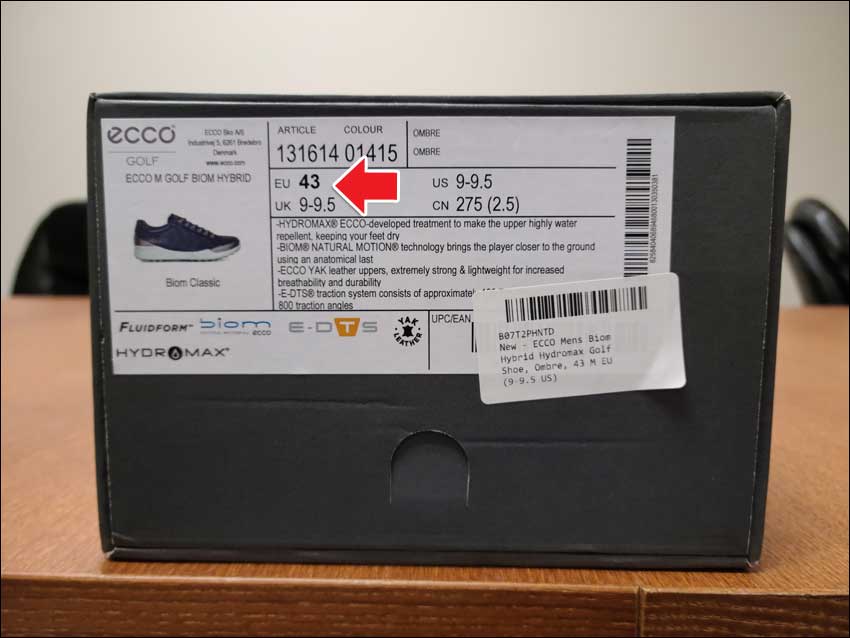 ecco
GOLF
ECCO Sko A/S
Industrivej 5, 6261 Bredebro
Denmark
www.ecco.com
ECCO M GOLF BIOM HYBRID
Biom Classic
ARTICLE COLOUR
131614 01415
OMBRE
OMBRE
EU 43 US 9-9.5
UK 9-9.5 CN 275 (2.5)
-HYDROMAX® ECCO-developed treatment to make the upper highly water
repellent, keeping your feet dry
-BIOM® NATURAL MOTION® technology brings the player closer to the ground
using an anatomical last
-ECCO YAK leather uppers, extremely strong & lightweight for increased
breathability and durability
-E-DTS® traction system consists of approximately
800 traction angles
FLUIDFORM™ biom E-DTS YAK LEATHER
ECCO
HYDROMAX®
UPC/EAN
B07T2PHNTD
New - ECCO Mens Biom
Hybrid Hydromax Golf
Shoe, Ombre, 43 M EU
(9-9.5 US)